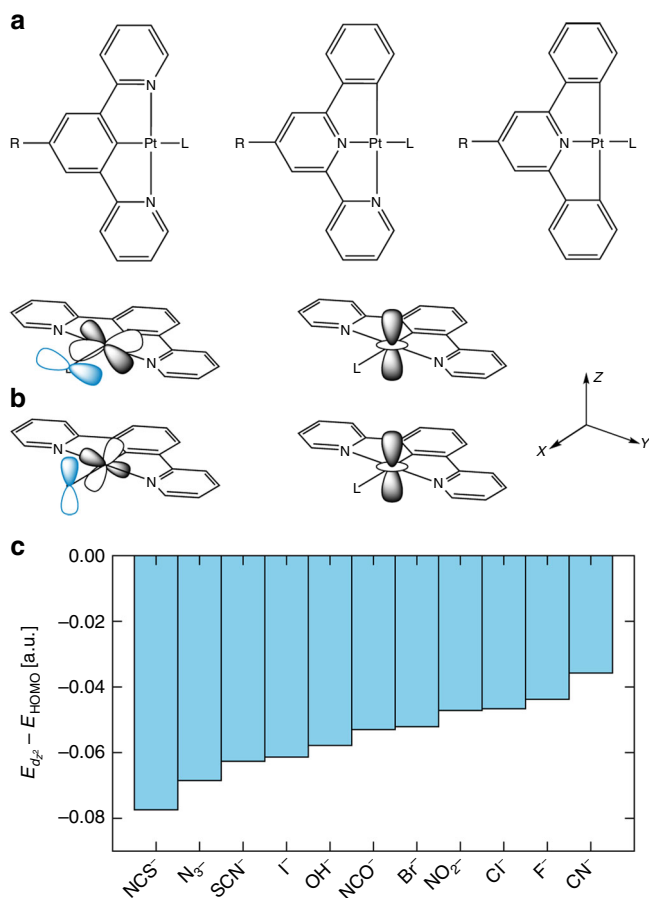 a
N
R
Pt
L
N
R
N
Pt
L
N
R
N
Pt
L
N
N
L
L
N
N
b
N
N
L
N
N
Z
X
Y
c
E_{d_{z^2}} − E_{HOMO} [a.u.]
0.00
−0.02
−0.04
−0.06
−0.08
NCS⁻
N₃₋
SCN⁻
I⁻
OH⁻
NCO⁻
Br⁻
NO₂₋
Cl⁻
F⁻
CN⁻